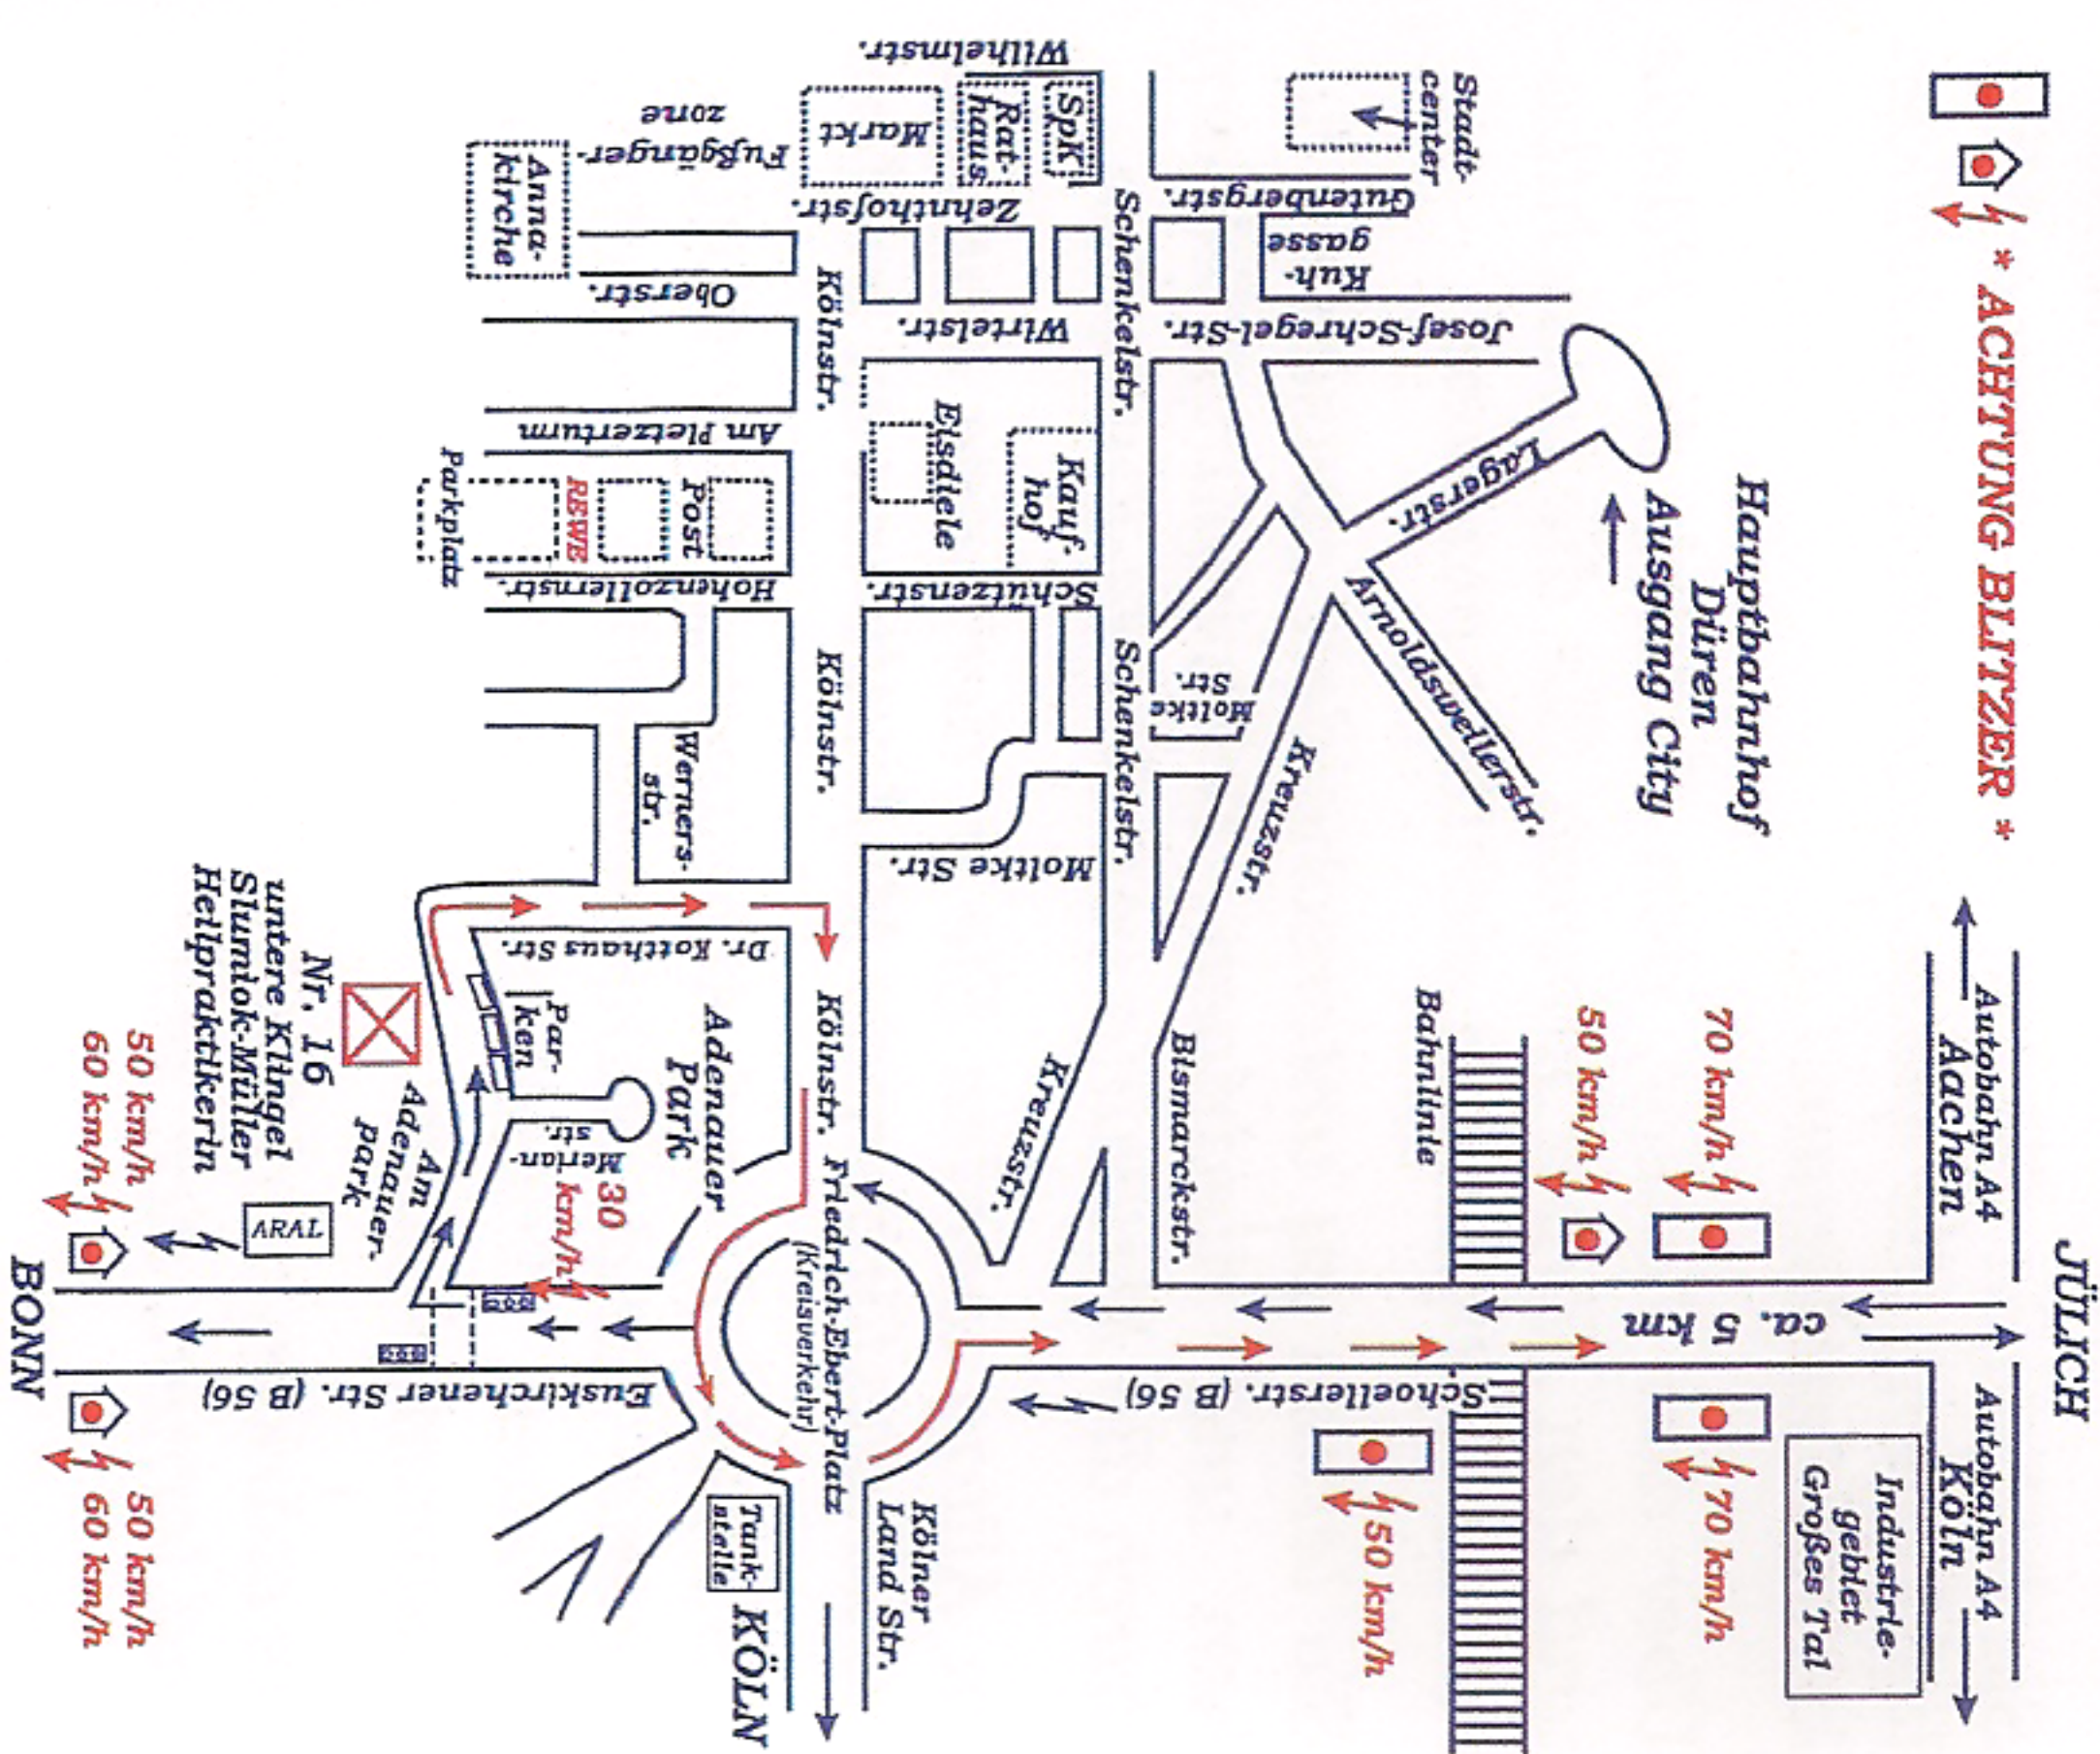 * ACHTUNG BLITZER *
JÜLICH
Autobahn A4
Aachen
Autobahn A4
Köln
Industrie-
gebiet
Großes Tal
ca. 5 km
70 km/h
50 km/h
70 km/h
50 km/h
Hauptbahnhof
Düren
Ausgang City
Bahnlinie
Stadt-
center
Gutenbergstr.
Kuh-
gasse
Josef-Schregel-Str.
Lagerstr.
Arnoldsweilerstr.
Kreuzstr.
Bismarckstr.
Schoellerstr. (B 56)
Moltke
Str.
Schenkelstr.
Schenkelstr.
Wilhelmstr.
SpK
Rat-
haus
Markt
Zehnthofstr.
Fußgänger-
zone
Anna-
kirche
Oberstr.
Wirtelstr.
Kölnstr.
Kauf-
hof
Eisdiele
Am Pletzerturm
Post
REWE
Parkplatz
Hohenzollernstr.
Schützenstr.
Kölnstr.
Werners-
str.
Moltke Str.
Kreuzstr.
Dr. Kotthaus Str.
Kölnstr.
Par-
ken
Adenauer
Park
Merian-
str.
30
km/h
Friedrich-Ebert-Platz
(Kreisverkehr)
Kölner
Land Str.
Tank-
stelle
KÖLN
Nr. 16
untere Klingel
Slumiok-Müller
Heilpraktikerin
Am
Adenauer-
park
ARAL
Euskirchener Str. (B 56)
50 km/h
60 km/h
50 km/h
60 km/h
BONN